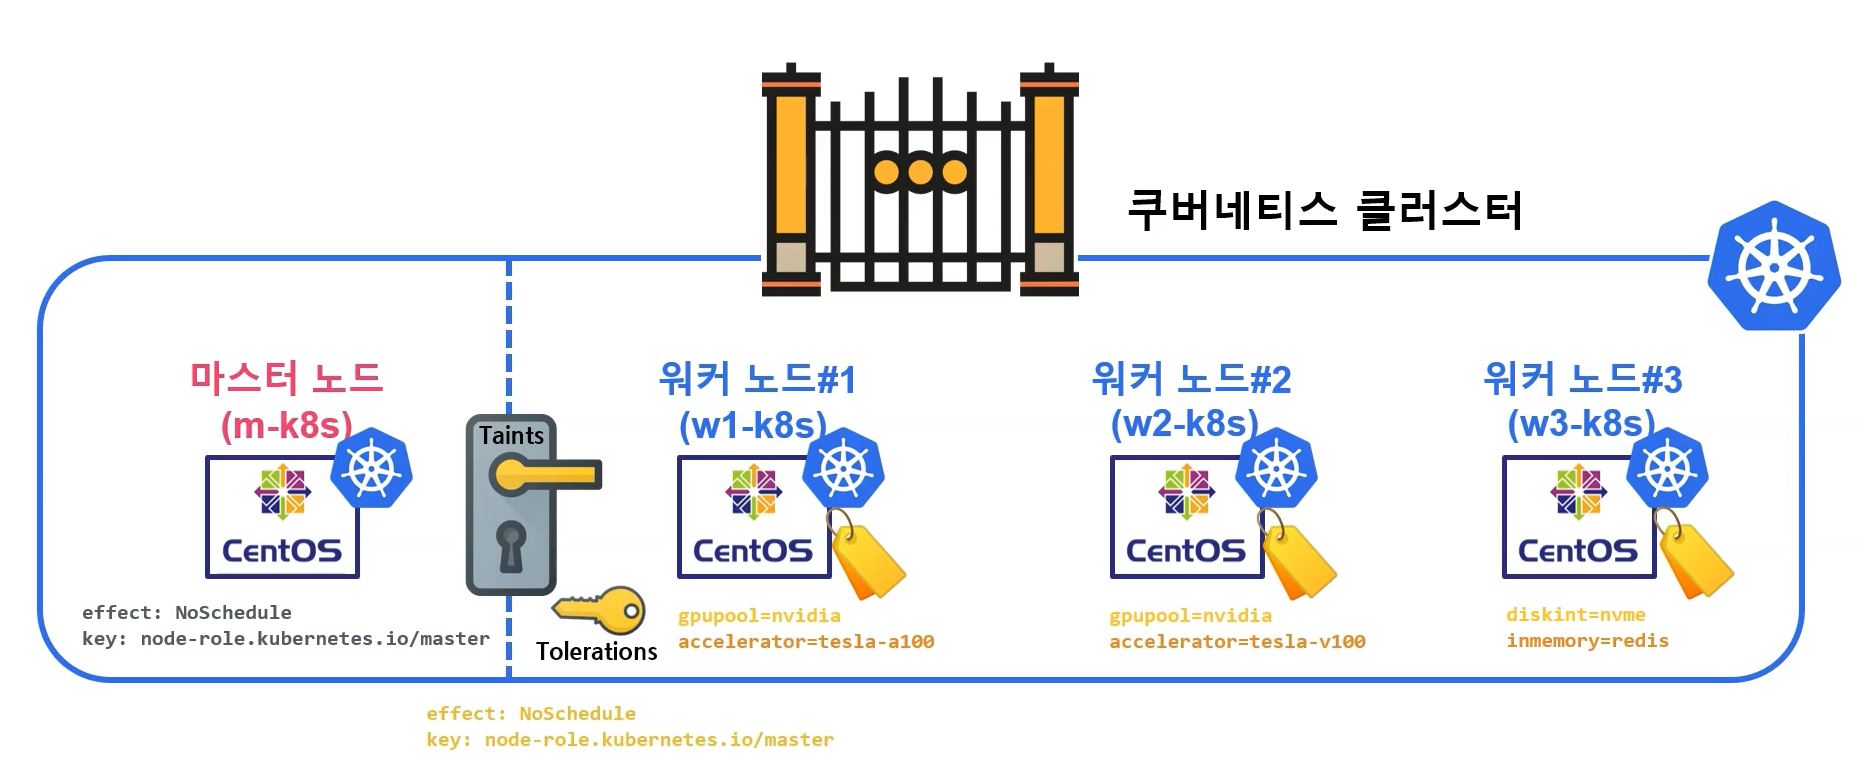 쿠버네티스 클러스터
마스터 노드
(m-k8s)
CentOS
effect: NoSchedule
key: node-role.kubernetes.io/master
Taints
Tolerations
워커 노드#1
(w1-k8s)
CentOS
gpupool=nvidia
accelerator=tesla-a100
워커 노드#2
(w2-k8s)
CentOS
gpupool=nvidia
accelerator=tesla-v100
워커 노드#3
(w3-k8s)
CentOS
diskint=nvme
inmemory=redis
effect: NoSchedule
key: node-role.kubernetes.io/master